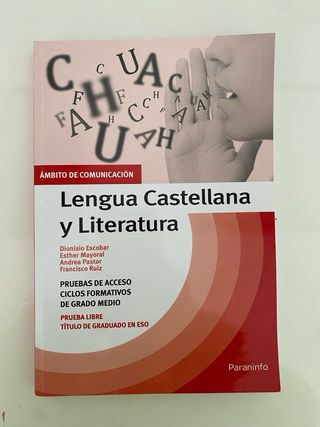 C UAC
C H
F F C C H A U A H
A U A H
ÁMBITO DE COMUNICACIÓN
Lengua Castellana
y Literatura
Dionisio Escobar
Esther Mayoral
Andrea Pastor
Francisco Ruiz
PRUEBAS DE ACCESO
CICLOS FORMATIVOS
DE GRADO MEDIO
PRUEBA LIBRE
TÍTULO DE GRADUADO EN ESO
Paraninfo